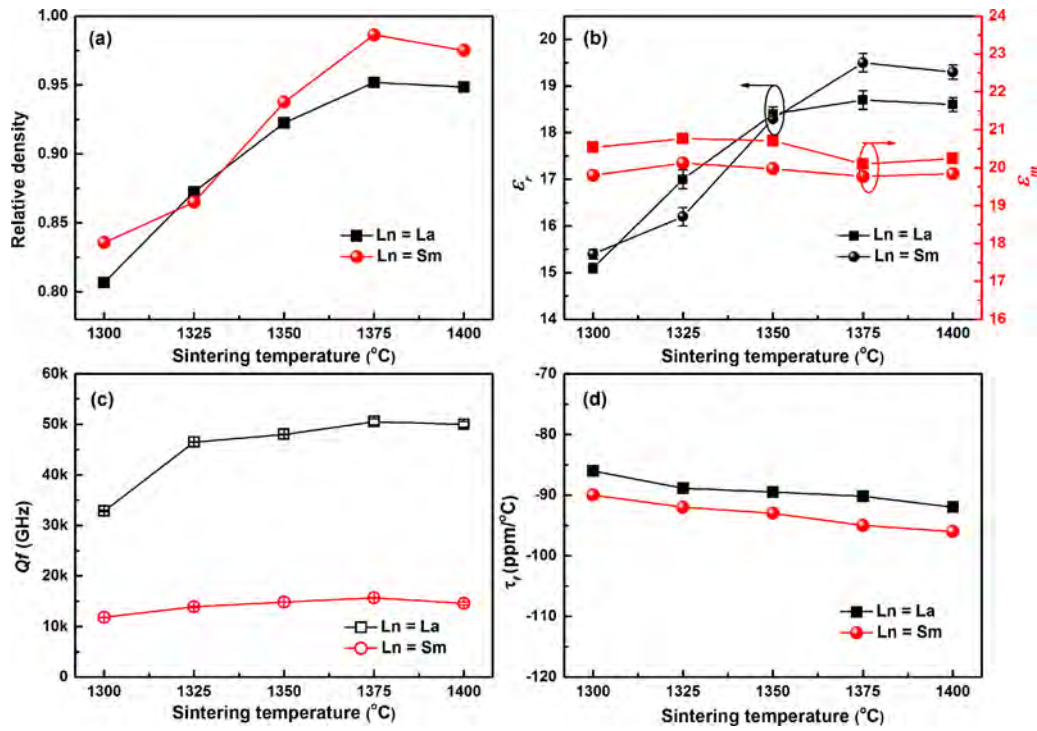 (a)
1.00
0.95
0.90
0.85
0.80
Relative density
Ln = La
Ln = Sm
1300 1325 1350 1375 1400
Sintering temperature (°C)
(b)
20
19
18
17
16
15
14
εr
24
23
22
21
20
19
18
17
16
εm
Ln = La
Ln = Sm
1300 1325 1350 1375 1400
Sintering temperature (°C)
(c)
60k
50k
40k
30k
20k
10k
0
Qf (GHz)
Ln = La
Ln = Sm
1300 1325 1350 1375 1400
Sintering temperature (°C)
(d)
-70
-80
-90
-100
-110
-120
τf (ppm/°C)
Ln = La
Ln = Sm
1300 1325 1350 1375 1400
Sintering temperature (°C)